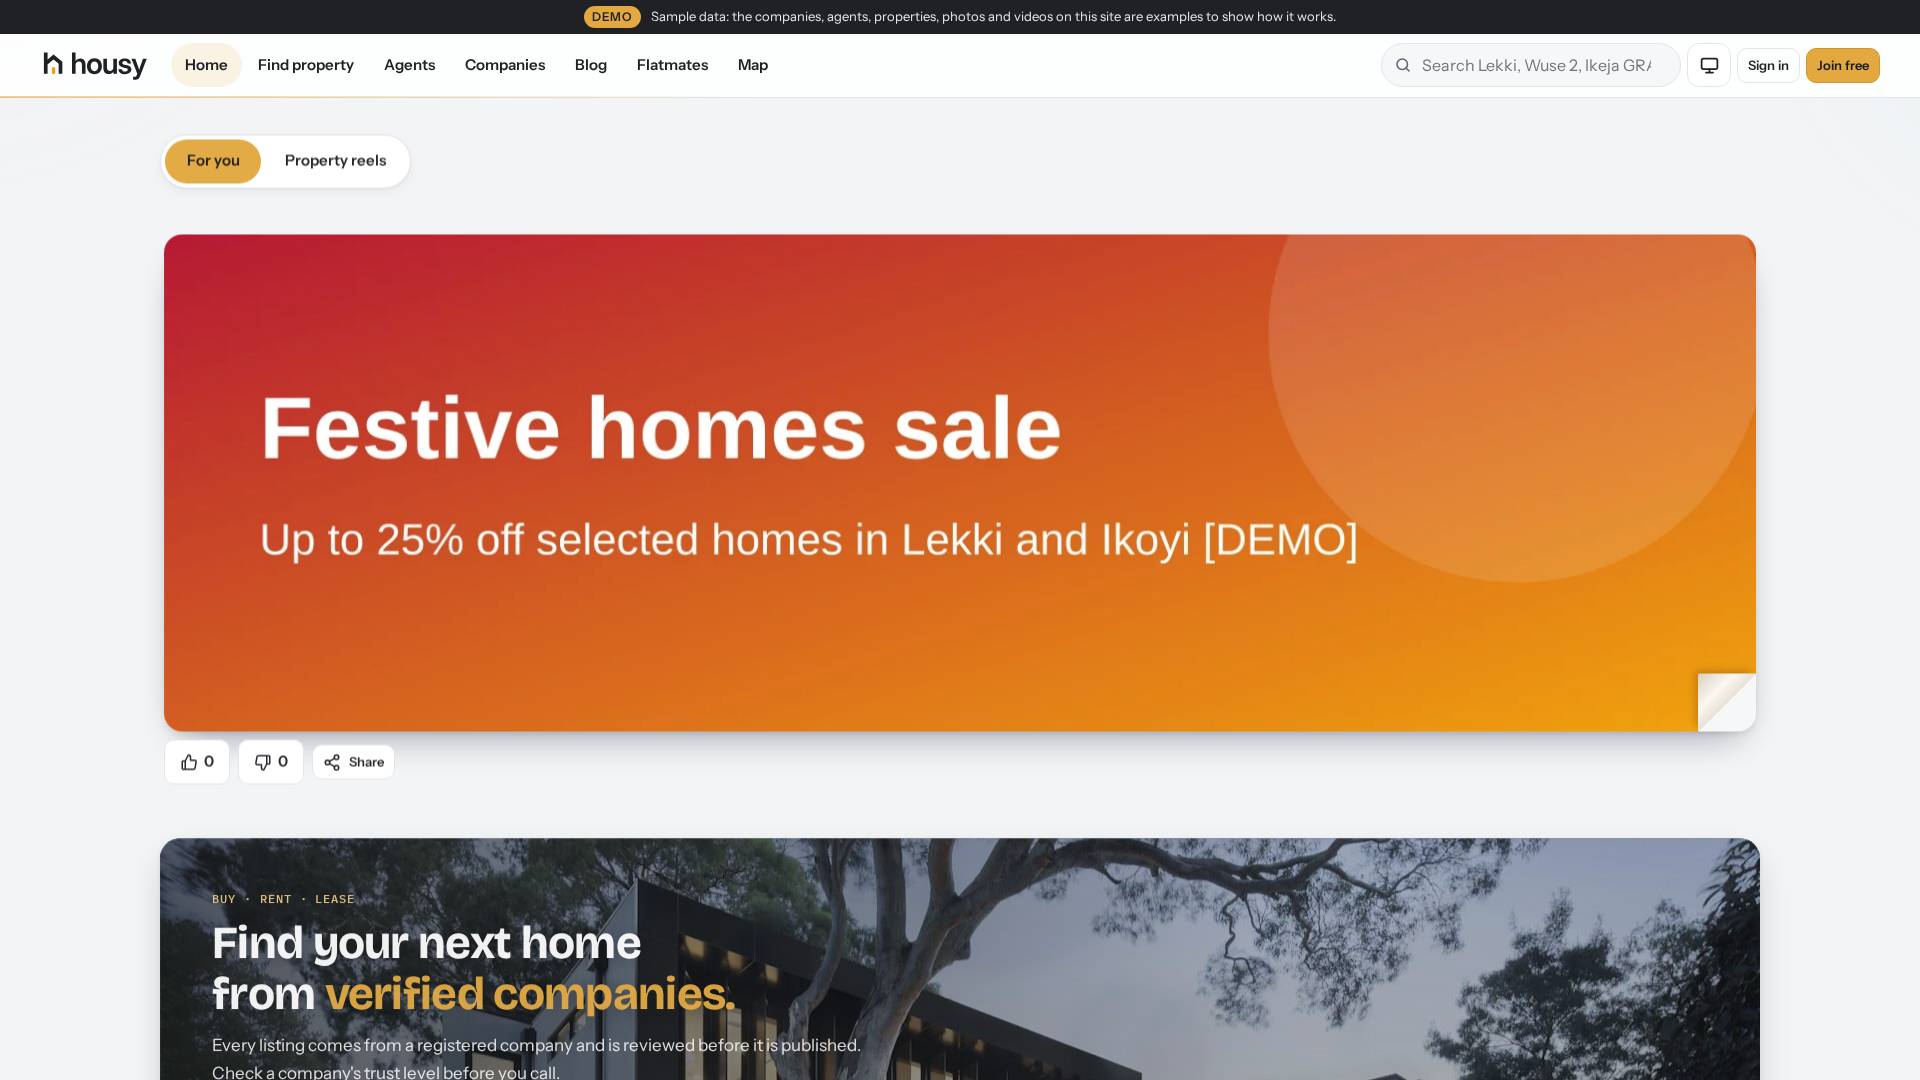 DEMO Sample data: the companies, agents, properties, photos and videos on this site are examples to show how it works.
housy Home Find property Agents Companies Blog Flatmates Map Search Lekki, Wuse 2, Ikeja GRA Sign in Join free
For you Property reels
Festive homes sale
Up to 25% off selected homes in Lekki and Ikoyi [DEMO]
0 0 Share
BUY · RENT · LEASE
Find your next home
from verified companies.
Every listing comes from a registered company and is reviewed before it is published.
Check a company's trust level before you call.